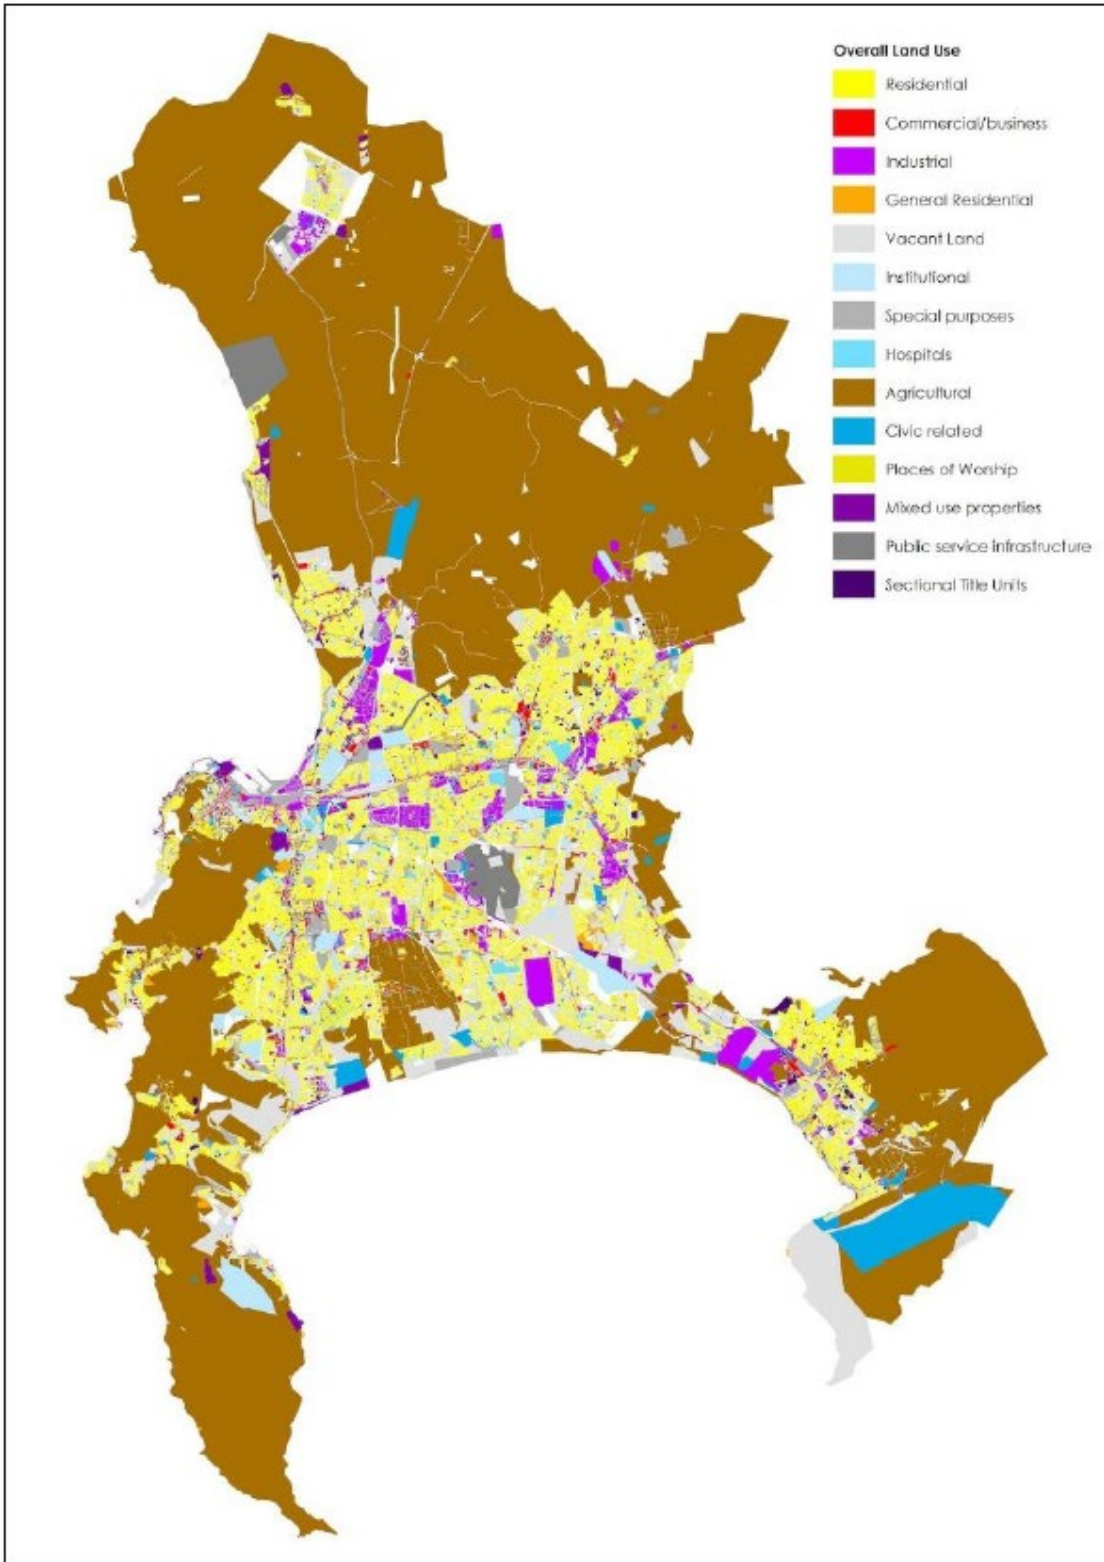 Overall Land Use
Residential
Commercial/business
Industrial
General Residential
Vacant Land
Institutional
Special purposes
Hospitals
Agricultural
Civic related
Places of Worship
Mixed use properties
Public service infrastructure
Sectional Title Units